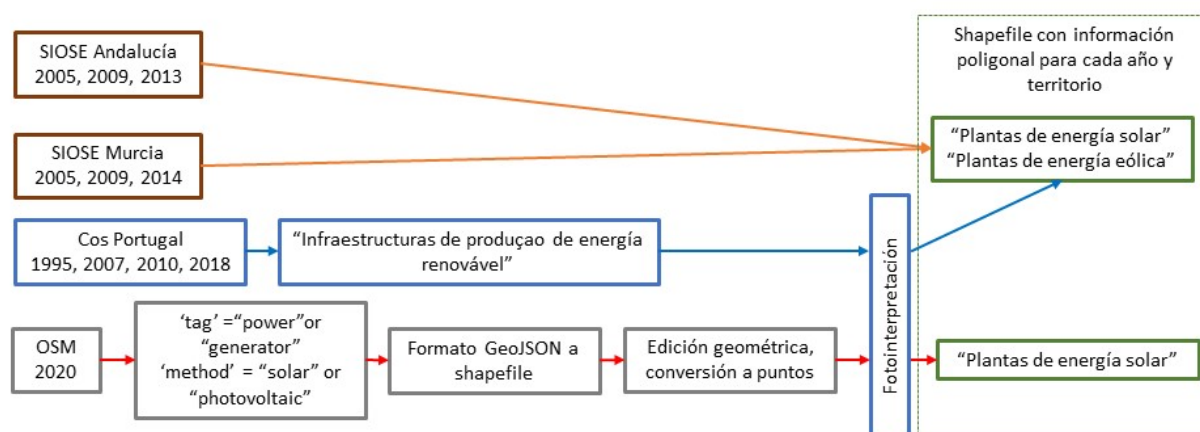 SIOSE Andalucía
2005, 2009, 2013
Shapefile con información
poligonal para cada año y
territorio
SIOSE Murcia
2005, 2009, 2014
“Plantas de energía solar”
“Plantas de energía eólica”
Cos Portugal
1995, 2007, 2010, 2018
“Infraestructuras de produçao de energía
renovável”
Fotointerpretación
OSM
2020
‘tag’ =“power”or
“generator”
‘method’ = “solar” or
“photovoltaic”
Formato GeoJSON a
shapefile
Edición geométrica,
conversión a puntos
“Plantas de energía solar”